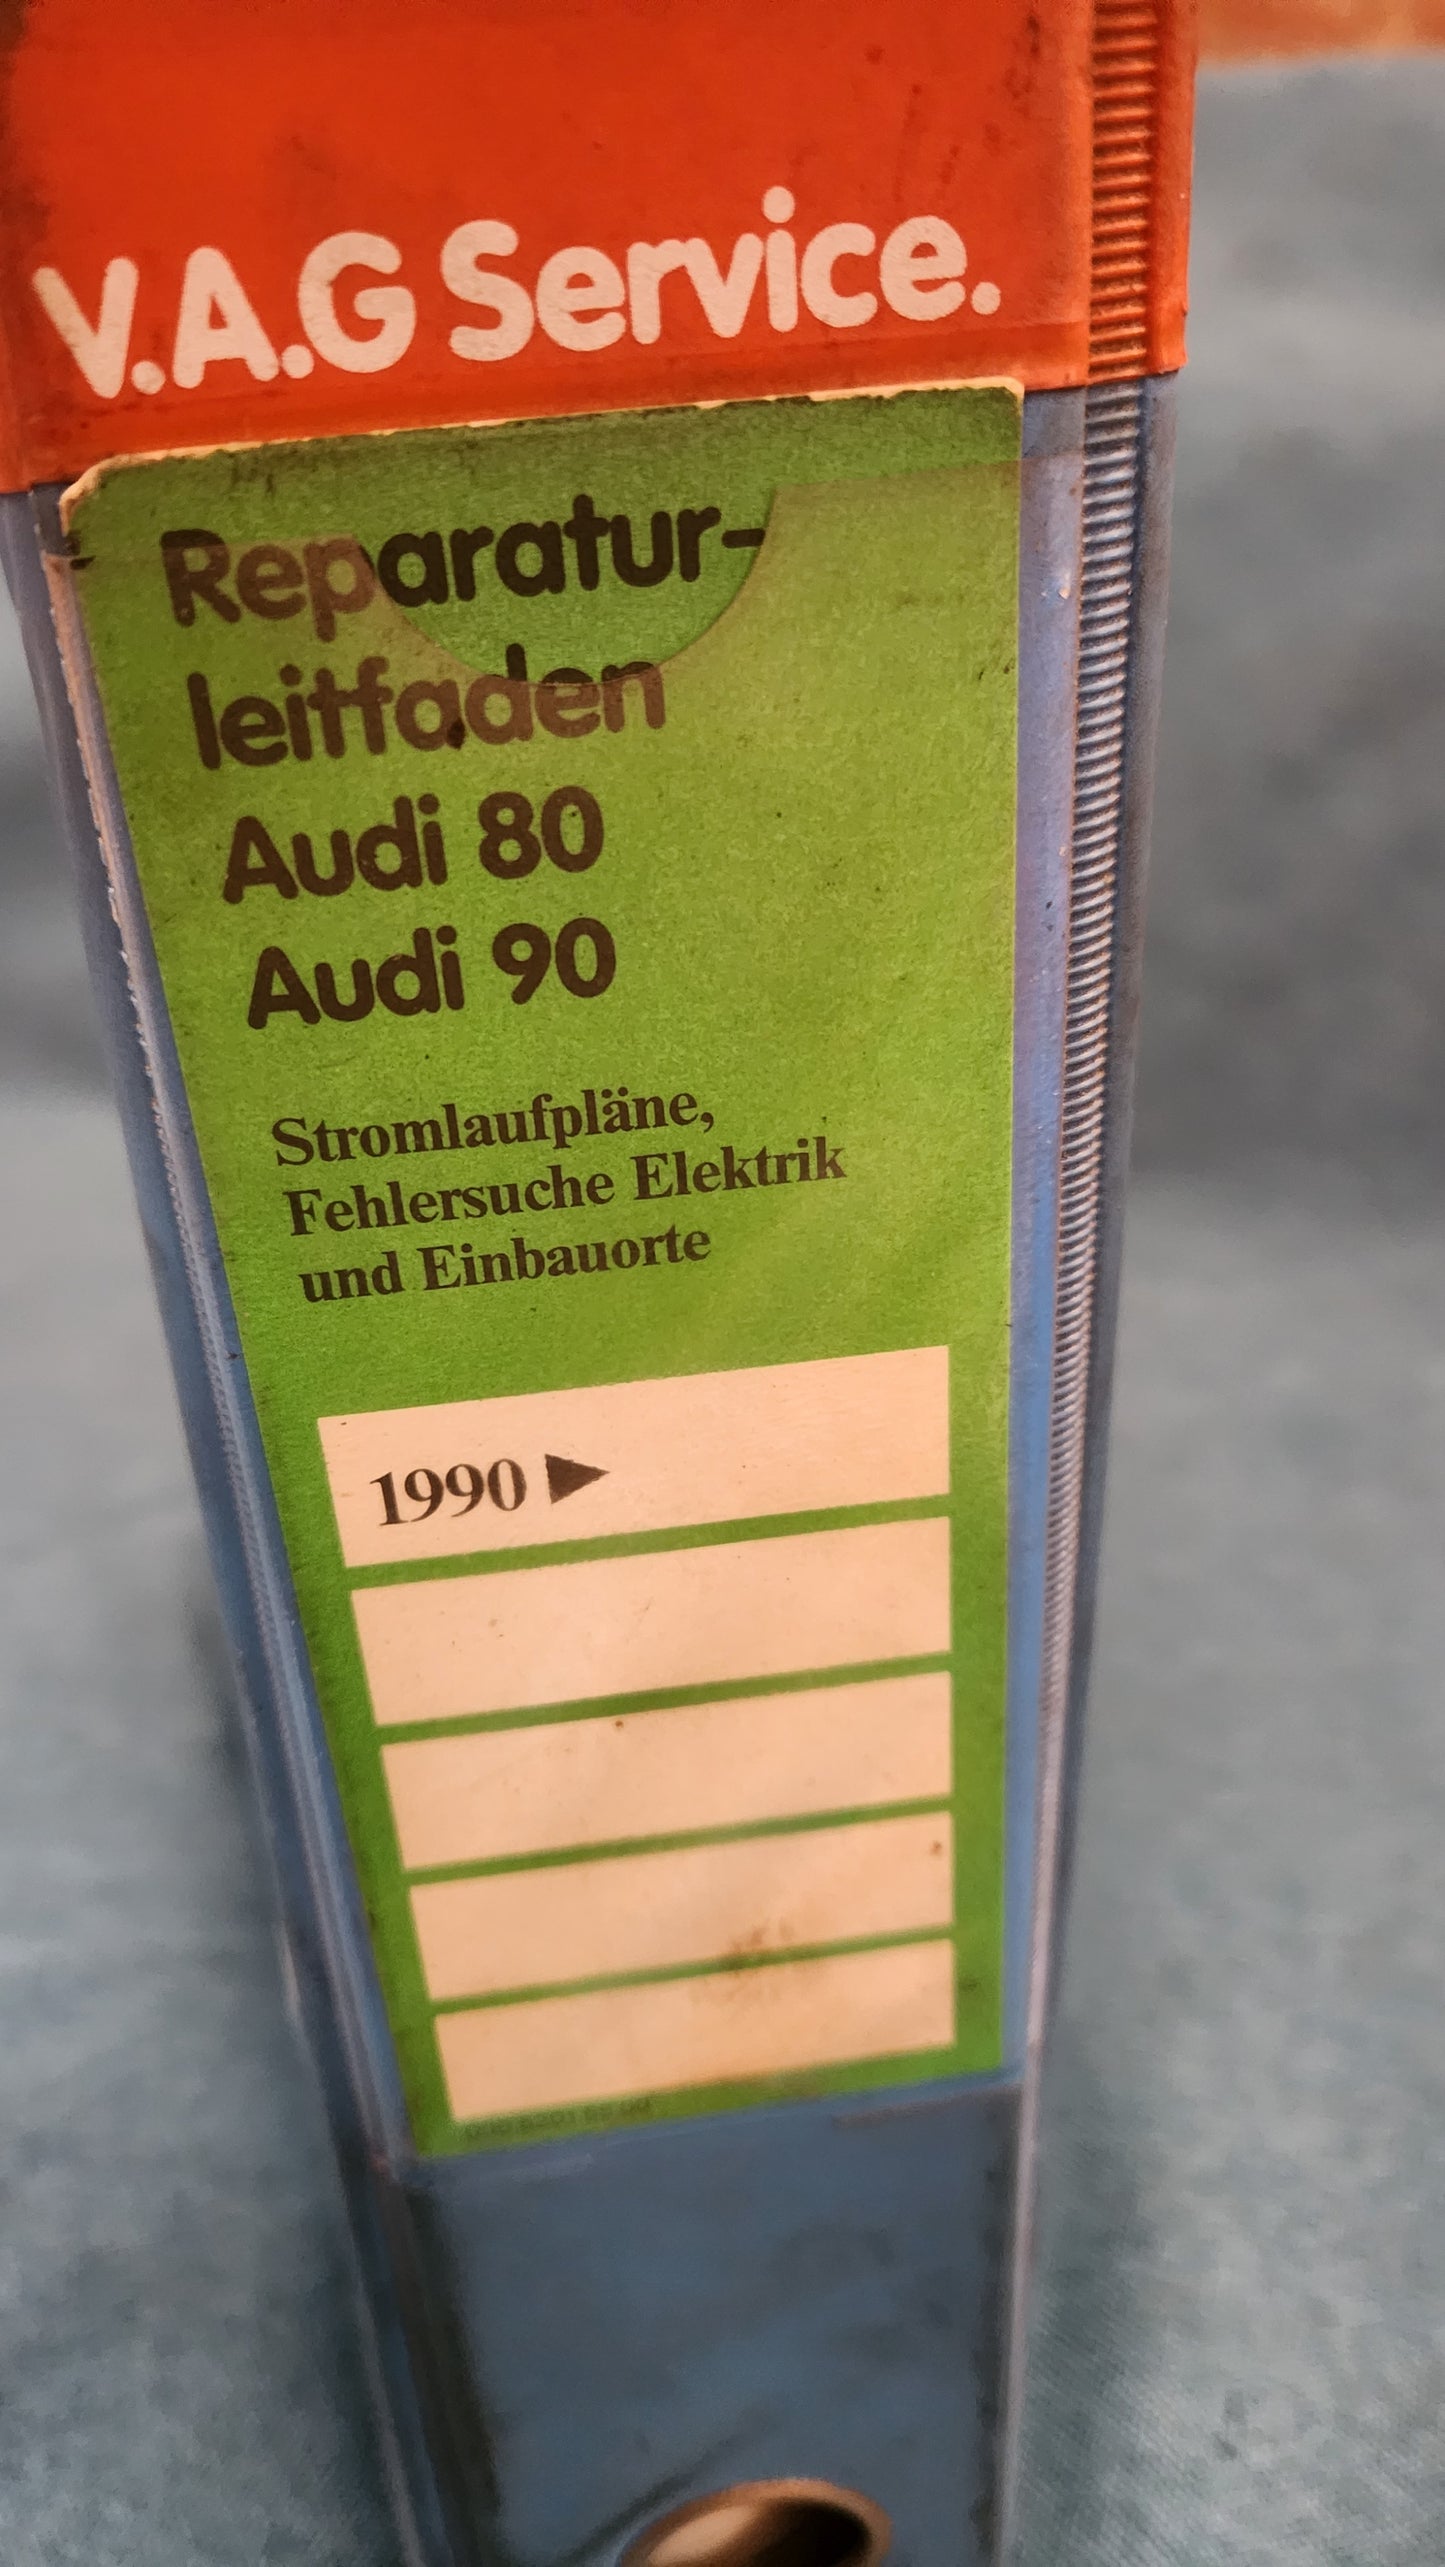 V.A.G Service.
Reparatur-
leitfaden
Audi 80
Audi 90
Stromlaufpläne,
Fehlersuche Elektrik
und Einbauorte
1990 ▶